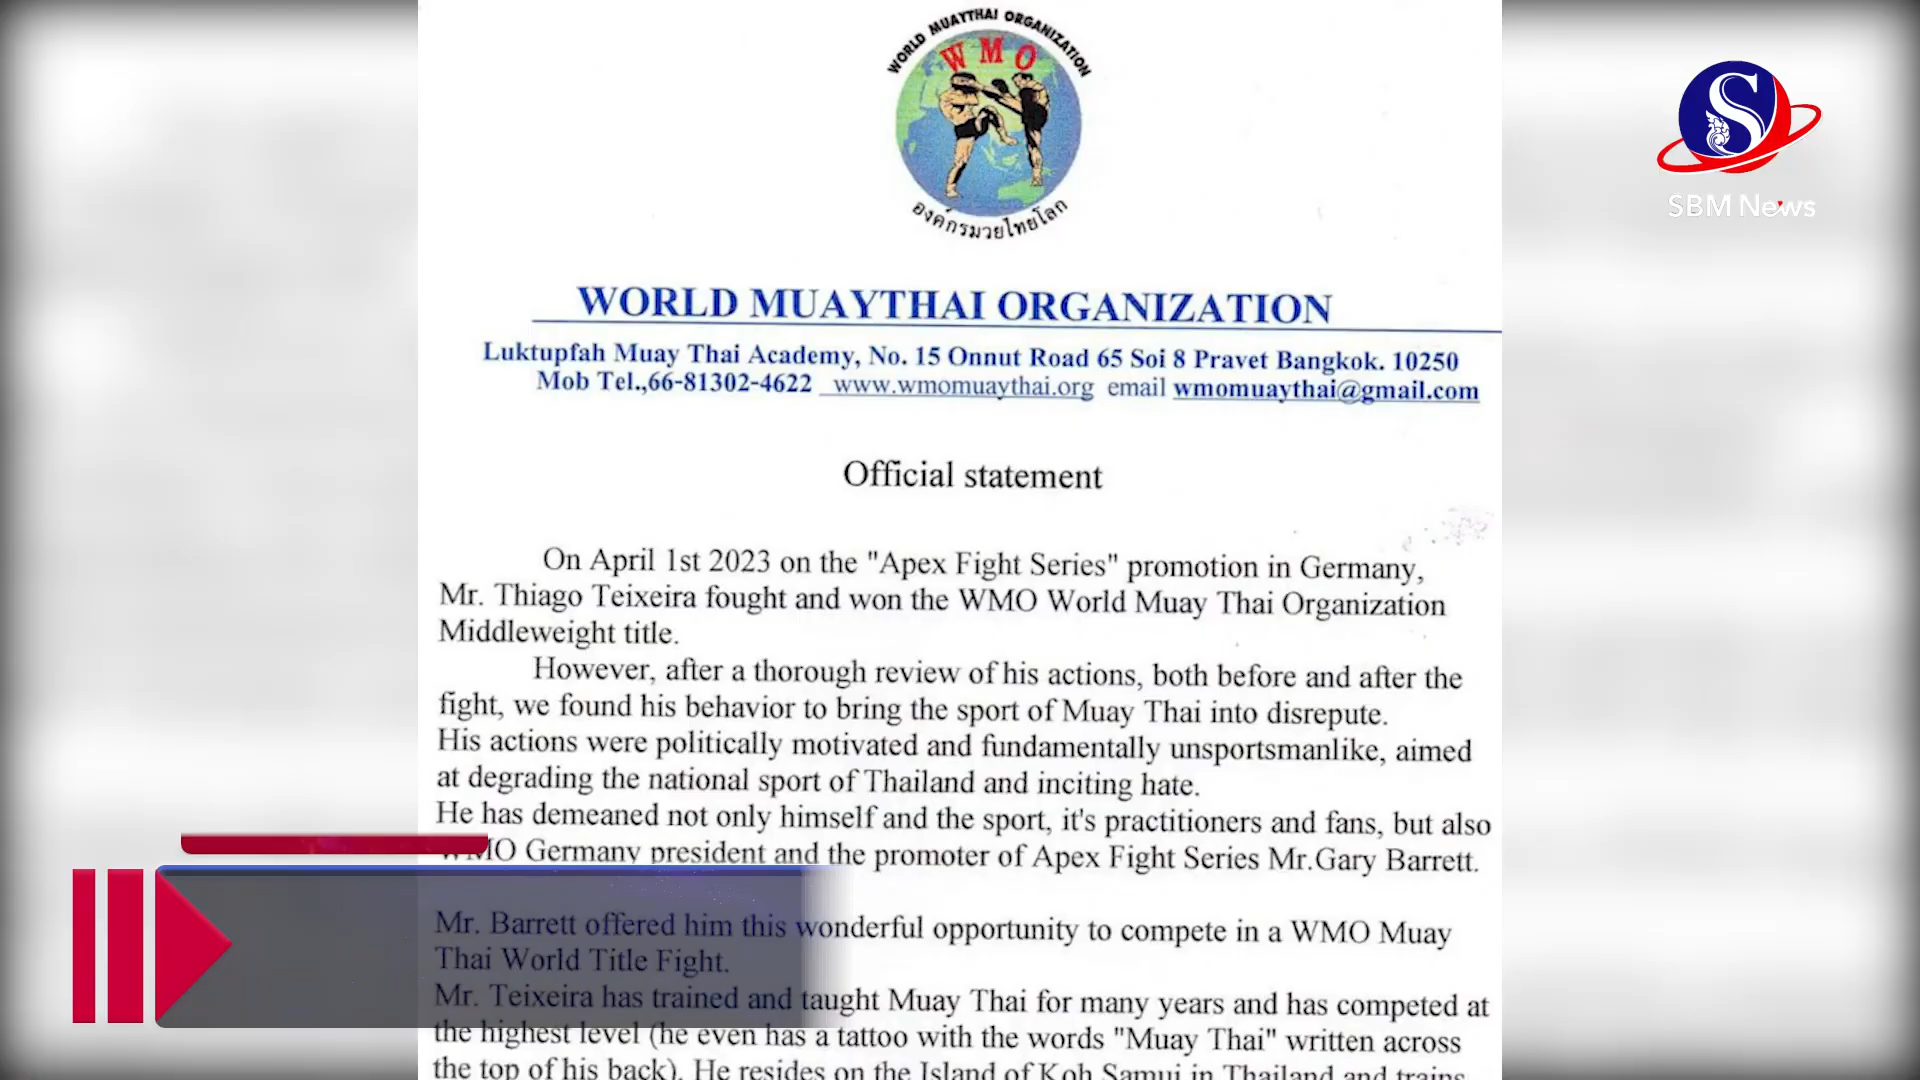 WORLD MUAYTHAI ORGANIZATION
WMO
องค์กรมวยไทยโลก
S
SBM News
WORLD MUAYTHAI ORGANIZATION
Luktupfah Muay Thai Academy, No. 15 Onnut Road 65 Soi 8 Pravet Bangkok. 10250
Mob Tel.,66-81302-4622 www.wmomuaythai.org email wmomuaythai@gmail.com
Official statement
On April 1st 2023 on the "Apex Fight Series" promotion in Germany,
Mr. Thiago Teixeira fought and won the WMO World Muay Thai Organization
Middleweight title.
However, after a thorough review of his actions, both before and after the
fight, we found his behavior to bring the sport of Muay Thai into disrepute.
His actions were politically motivated and fundamentally unsportsmanlike, aimed
at degrading the national sport of Thailand and inciting hate.
He has demeaned not only himself and the sport, it's practitioners and fans, but also
WMO Germany president and the promoter of Apex Fight Series Mr.Gary Barrett.
Mr. Barrett offered him this wonderful opportunity to compete in a WMO Muay
Thai World Title Fight.
Mr. Teixeira has trained and taught Muay Thai for many years and has competed at
the highest level (he even has a tattoo with the words "Muay Thai" written across
the top of his back). He resides on the Island of Koh Samui in Thailand and trains